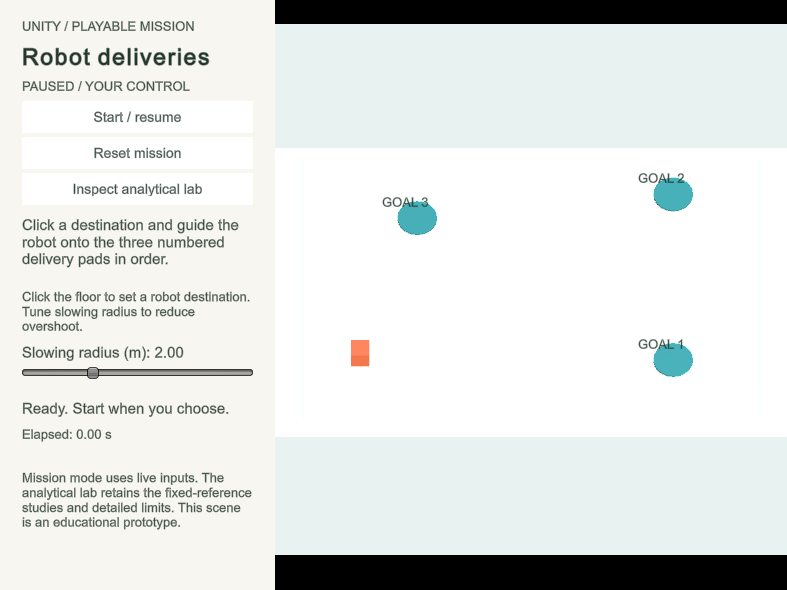 UNITY / PLAYABLE MISSION
Robot deliveries
PAUSED / YOUR CONTROL
Start / resume
Reset mission
Inspect analytical lab
Click a destination and guide the
robot onto the three numbered
delivery pads in order.
Click the floor to set a robot destination.
Tune slowing radius to reduce
overshoot.
Slowing radius (m): 2.00
Ready. Start when you choose.
Elapsed: 0.00 s
Mission mode uses live inputs. The
analytical lab retains the fixed-reference
studies and detailed limits. This scene
is an educational prototype.
GOAL 2
GOAL 3
GOAL 1